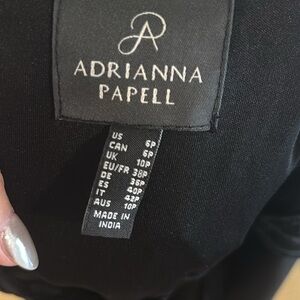 ADRIANNA
PAPELL
US 6P
CAN 6P
UK 10P
EU/FR 38P
DE 36P
ES 40P
IT 42P
AUS 10P
MADE IN
INDIA